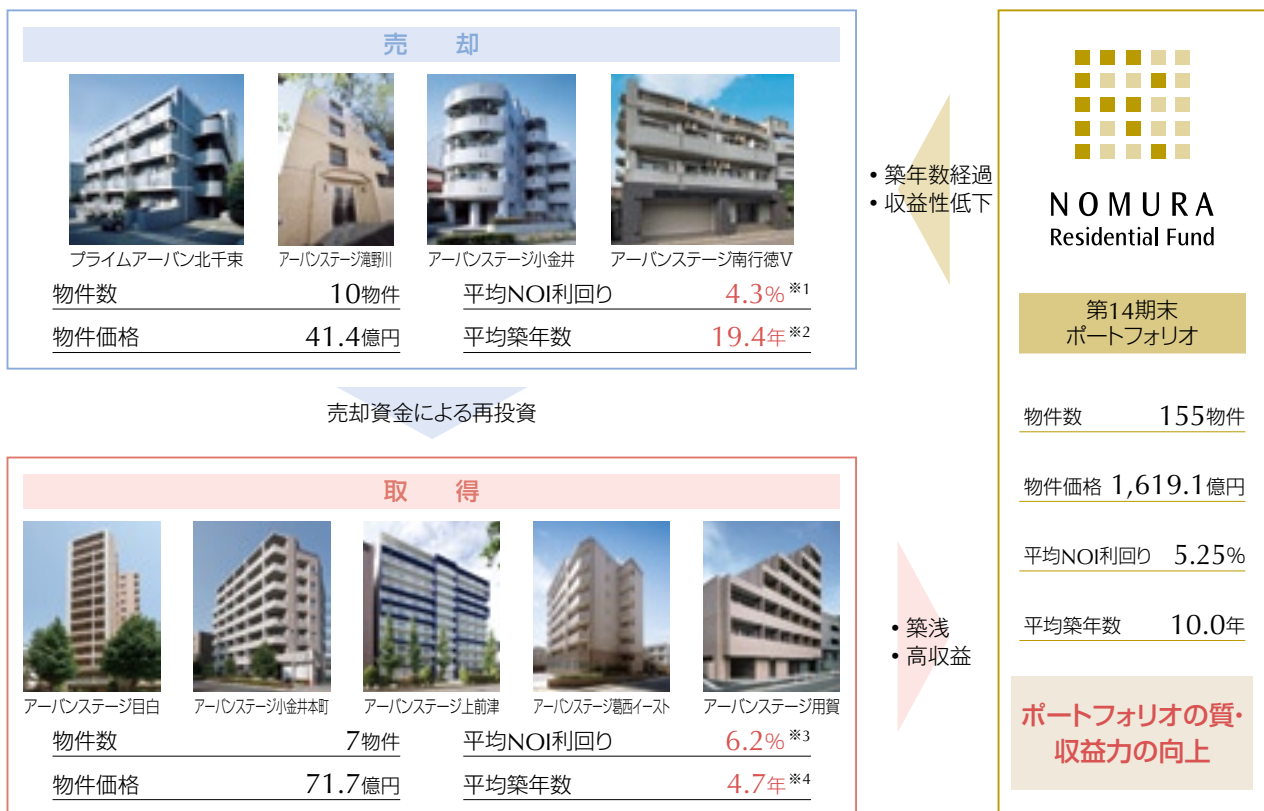 売 却
プライムアーバン北千束
アーバンステージ滝野川
アーバンステージ小金井
アーバンステージ南行徳V
物件数 10物件
平均NOI利回り 4.3%※1
物件価格 41.4億円
平均築年数 19.4年※2
売却資金による再投資
取 得
アーバンステージ目白
アーバンステージ小金井本町
アーバンステージ上前津
アーバンステージ葛西イースト
アーバンステージ用賀
物件数 7物件
平均NOI利回り 6.2%※3
物件価格 71.7億円
平均築年数 4.7年※4
• 築年数経過
• 収益性低下
• 築浅
• 高収益
NOMURA
Residential Fund
第14期末
ポートフォリオ
物件数 155物件
物件価格 1,619.1億円
平均NOI利回り 5.25%
平均築年数 10.0年
ポートフォリオの質・
収益力の向上